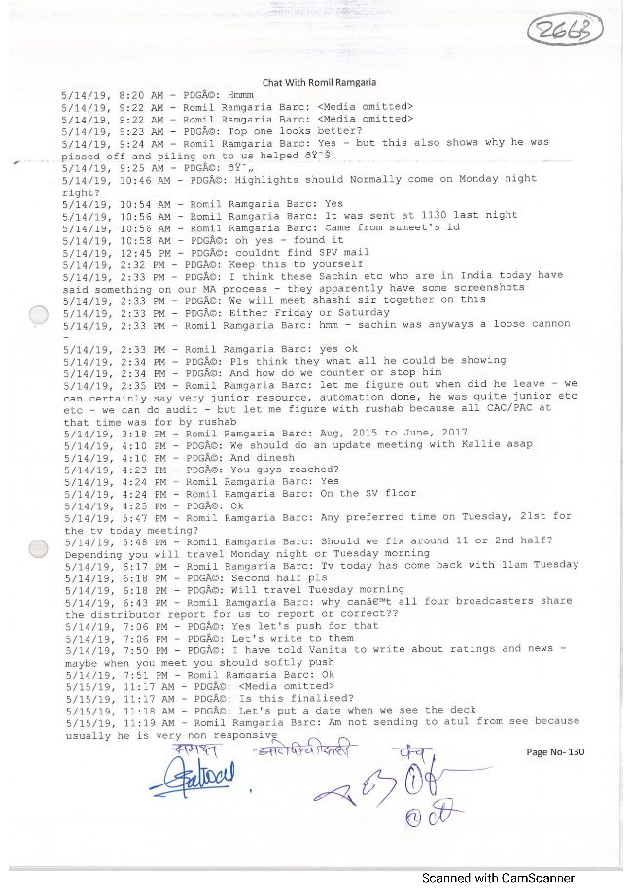 2663
Chat With Romil Ramgaria
5/14/19, 8:20 AM - PDGÂ©: Hmmm
5/14/19, 9:22 AM - Romil Ramgaria Barc: <Media omitted>
5/14/19, 9:22 AM - Romil Ramgaria Barc: <Media omitted>
5/14/19, 9:23 AM - PDGÂ©: Top one looks better?
5/14/19, 9:24 AM - Romil Ramgaria Barc: Yes - but this also shows why he was
pissed off and piling on to us helped ðŸ˜Š
5/14/19, 9:25 AM - PDGÂ©: ðŸ˜„
5/14/19, 10:46 AM - PDGÂ©: Highlights should Normally come on Monday night
right?
5/14/19, 10:54 AM - Romil Ramgaria Barc: Yes
5/14/19, 10:56 AM - Romil Ramgaria Barc: It was sent at 1130 last night
5/14/19, 10:56 AM - Romil Ramgaria Barc: Came from sumeet's id
5/14/19, 10:58 AM - PDGÂ©: oh yes - found it
5/14/19, 12:45 PM - PDGÂ©: couldnt find SPV mail
5/14/19, 2:32 PM - PDGÂ©: Keep this to yourself
5/14/19, 2:33 PM - PDGÂ©: I think these Sachin etc who are in India today have
said something on our MA process - they apparently have some screenshots
5/14/19, 2:33 PM - PDGÂ©: We will meet shashi sir together on this
5/14/19, 2:33 PM - PDGÂ©: Either Friday or Saturday
5/14/19, 2:33 PM - Romil Ramgaria Barc: hmm - sachin was anyways a loose cannon
-
5/14/19, 2:33 PM - Romil Ramgaria Barc: yes ok
5/14/19, 2:34 PM - PDGÂ©: Pls think they what all he could be showing
5/14/19, 2:34 PM - PDGÂ©: And how do we counter or stop him
5/14/19, 2:35 PM - Romil Ramgaria Barc: let me figure out when did he leave - we
can certainly say very junior resource, automation done, he was quite junior etc
etc - we can do audit - but let me figure with rushab because all CAC/PAC at
that time was for by rushab
5/14/19, 3:18 PM - Romil Ramgaria Barc: Aug, 2015 to June, 2017
5/14/19, 4:10 PM - PDGÂ©: We should do an update meeting with Kallie asap
5/14/19, 4:10 PM - PDGÂ©: And dinesh
5/14/19, 4:23 PM - PDGÂ©: You guys reached?
5/14/19, 4:24 PM - Romil Ramgaria Barc: Yes
5/14/19, 4:24 PM - Romil Ramgaria Barc: On the SV floor
5/14/19, 4:25 PM - PDGÂ©: Ok
5/14/19, 5:47 PM - Romil Ramgaria Barc: Any preferred time on Tuesday, 21st for
the tv today meeting?
5/14/19, 5:48 PM - Romil Ramgaria Barc: Should we fix around 11 or 2nd half?
Depending you will travel Monday night or Tuesday morning
5/14/19, 6:17 PM - Romil Ramgaria Barc: Tv today has come back with 11am Tuesday
5/14/19, 6:18 PM - PDGÂ©: Second half pls
5/14/19, 6:18 PM - PDGÂ©: Will travel Tuesday morning
5/14/19, 6:43 PM - Romil Ramgaria Barc: why canâ€™t all four broadcasters share
the distributor report for us to report or correct??
5/14/19, 7:06 PM - PDGÂ©: Yes let's push for that
5/14/19, 7:06 PM - PDGÂ©: Let's write to them
5/14/19, 7:50 PM - PDGÂ©: I have told Vanita to write about ratings and news -
maybe when you meet you should softly push
5/14/19, 7:51 PM - Romil Ramgaria Barc: Ok
5/15/19, 11:17 AM - PDGÂ©: <Media omitted>
5/15/19, 11:17 AM - PDGÂ©: Is this finalised?
5/15/19, 11:18 AM - PDGÂ©: Let's put a date when we see the deck
5/15/19, 11:19 AM - Romil Ramgaria Barc: Am not sending to atul from see because
usually he is very non responsive
समक्ष पंच
Page No- 130
①
②
Scanned with CamScanner